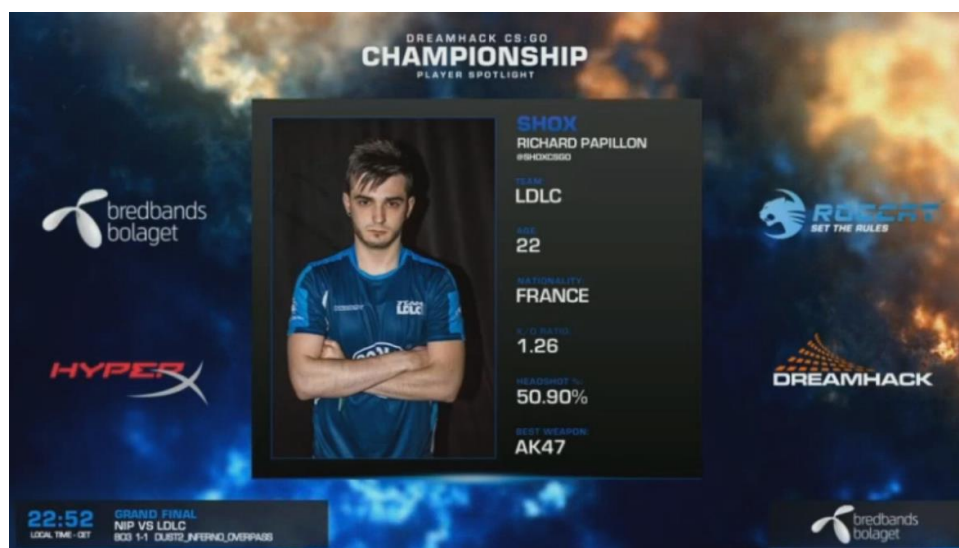 DREAMHACK CS:GO
CHAMPIONSHIP
PLAYER SPOTLIGHT
SHOX
RICHARD PAPILLON
@SHOXCSGO
TEAM:
LDLC
AGE:
22
NATIONALITY:
FRANCE
K/D RATIO:
1.26
HEADSHOT %:
50.90%
BEST WEAPON:
AK47
TEAM
LDLC
bredbands
bolaget
HYPERX
ROCCAT
SET THE RULES
DREAMHACK
22:52
LOCAL TIME - CET
GRAND FINAL
NIP VS LDLC
BO3 1-1 DUST2_INFERNO_OVERPASS
bredbands
bolaget